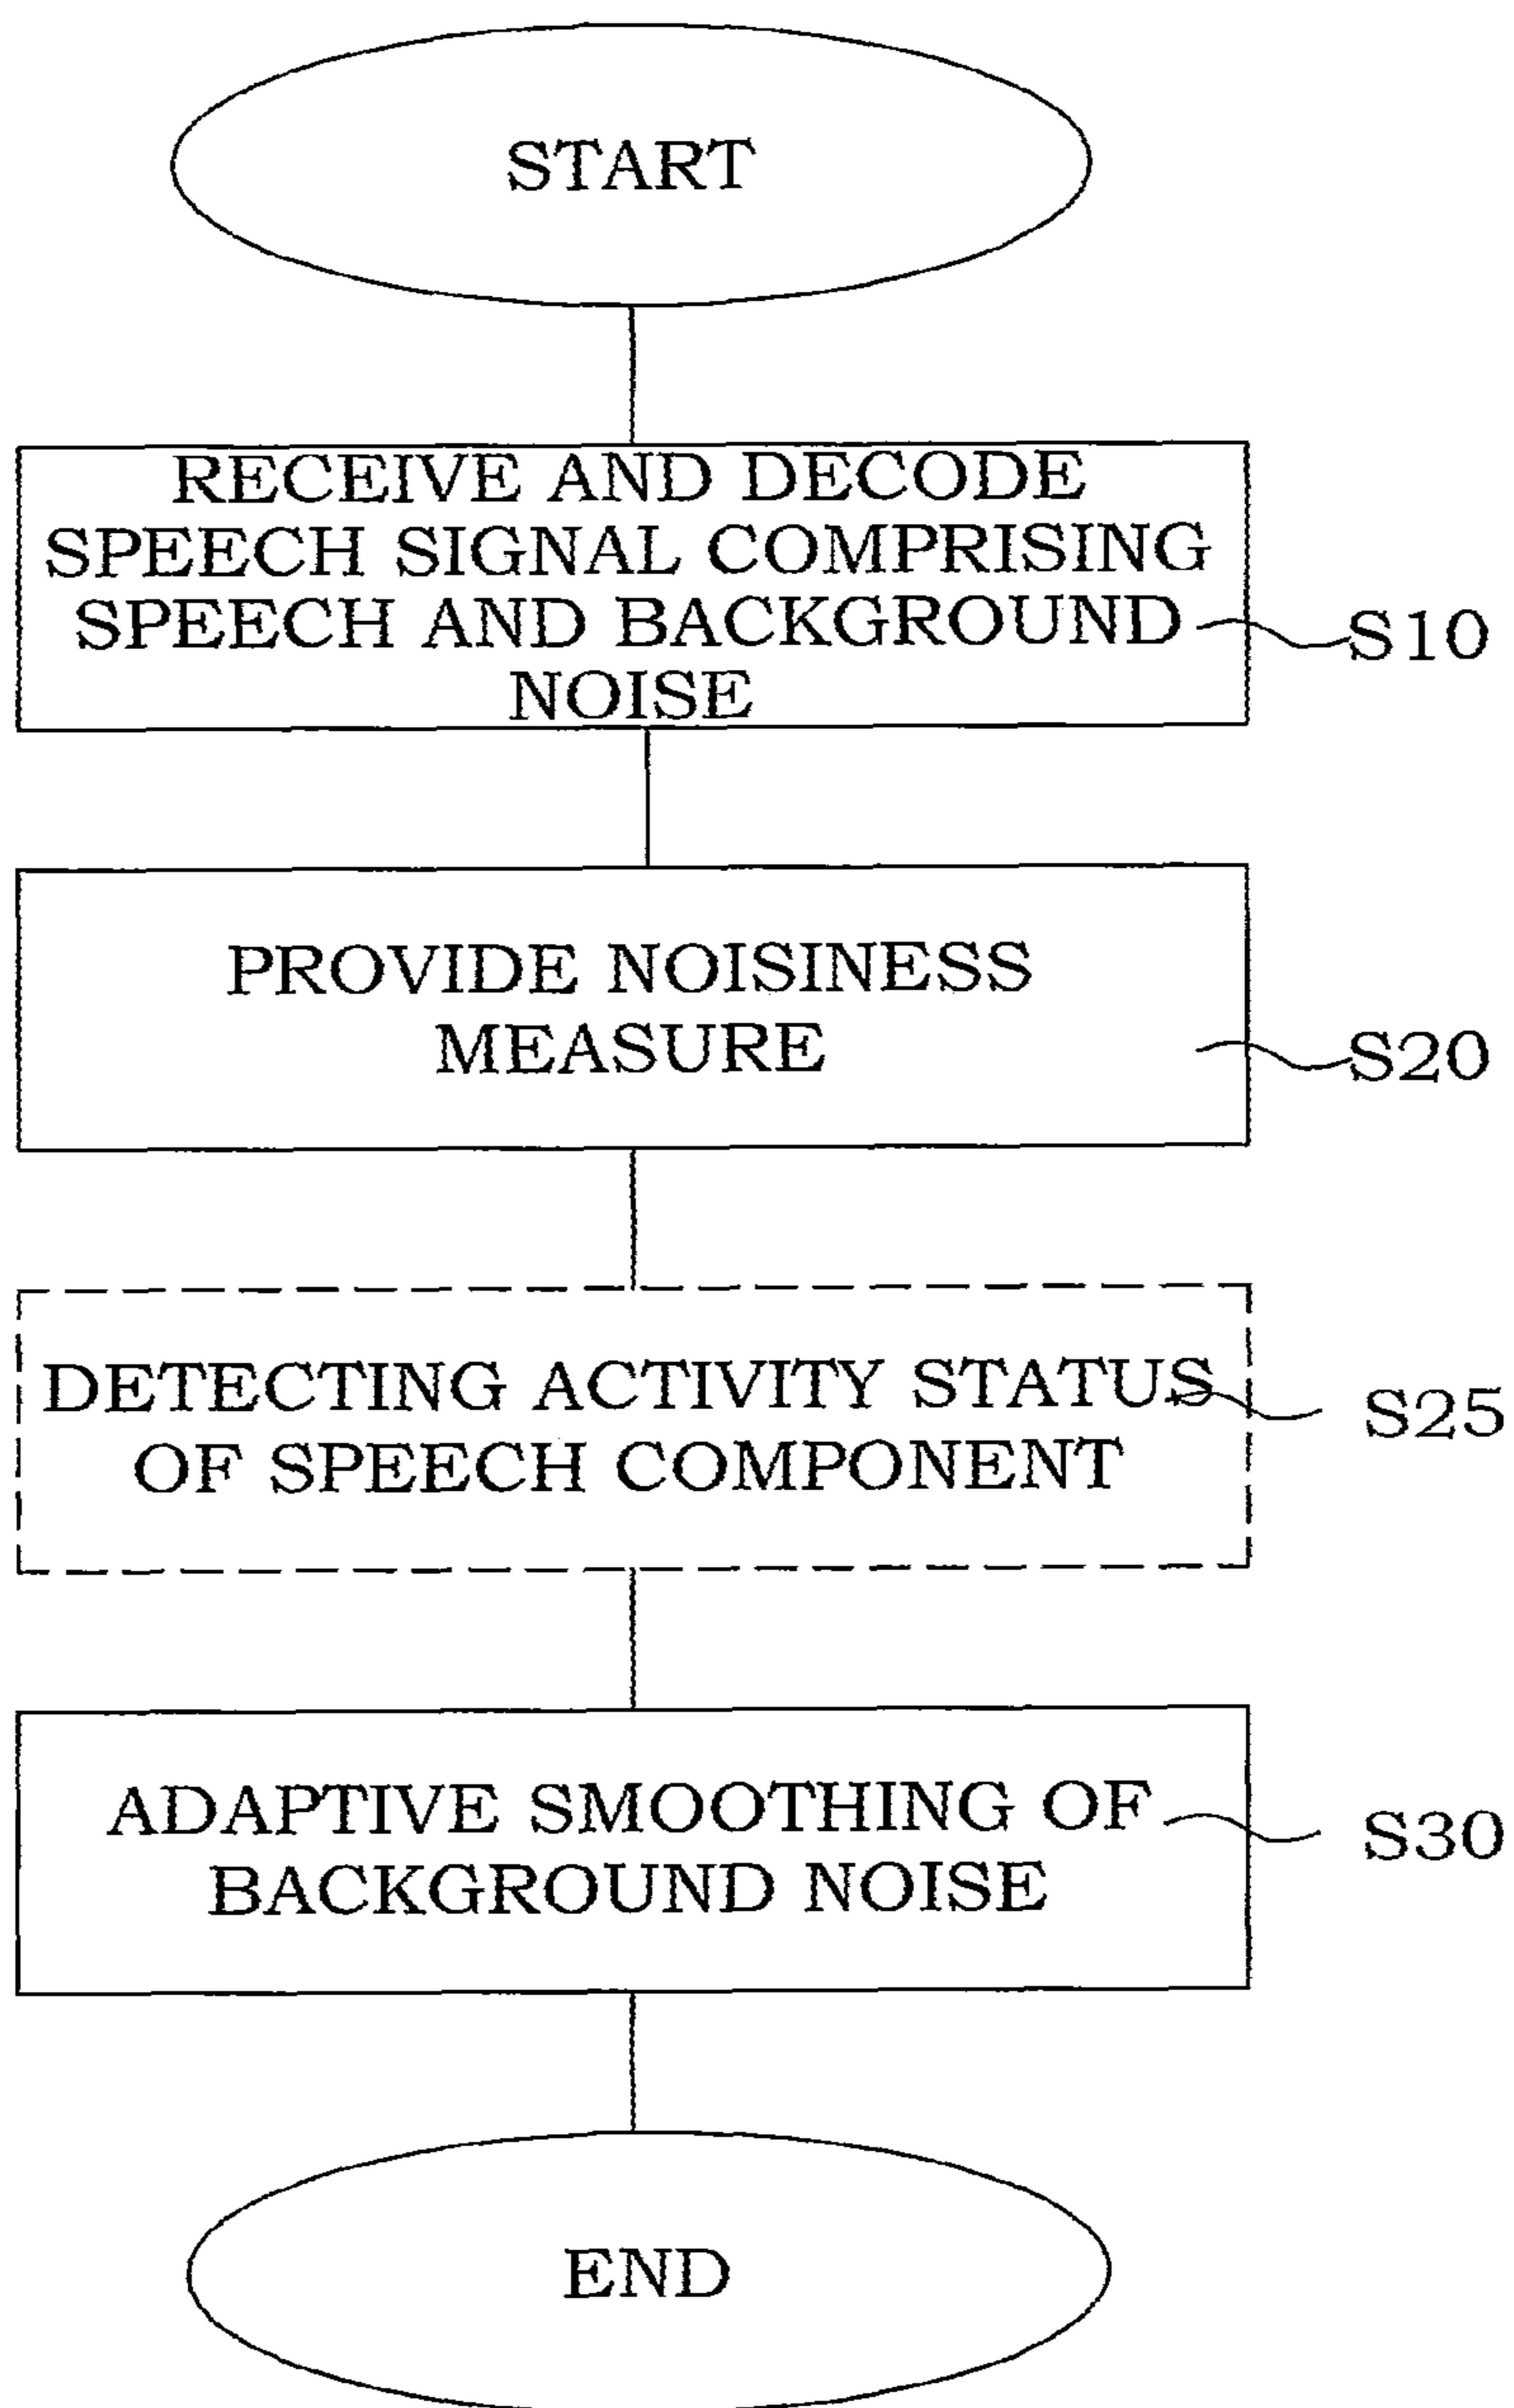 START
RECEIVE AND DECODE
SPEECH SIGNAL COMPRISING
SPEECH AND BACKGROUND
NOISE
S10
PROVIDE NOISINESS
MEASURE
S20
DETECTING ACTIVITY STATUS
OF SPEECH COMPONENT
S25
ADAPTIVE SMOOTHING OF
BACKGROUND NOISE
S30
END